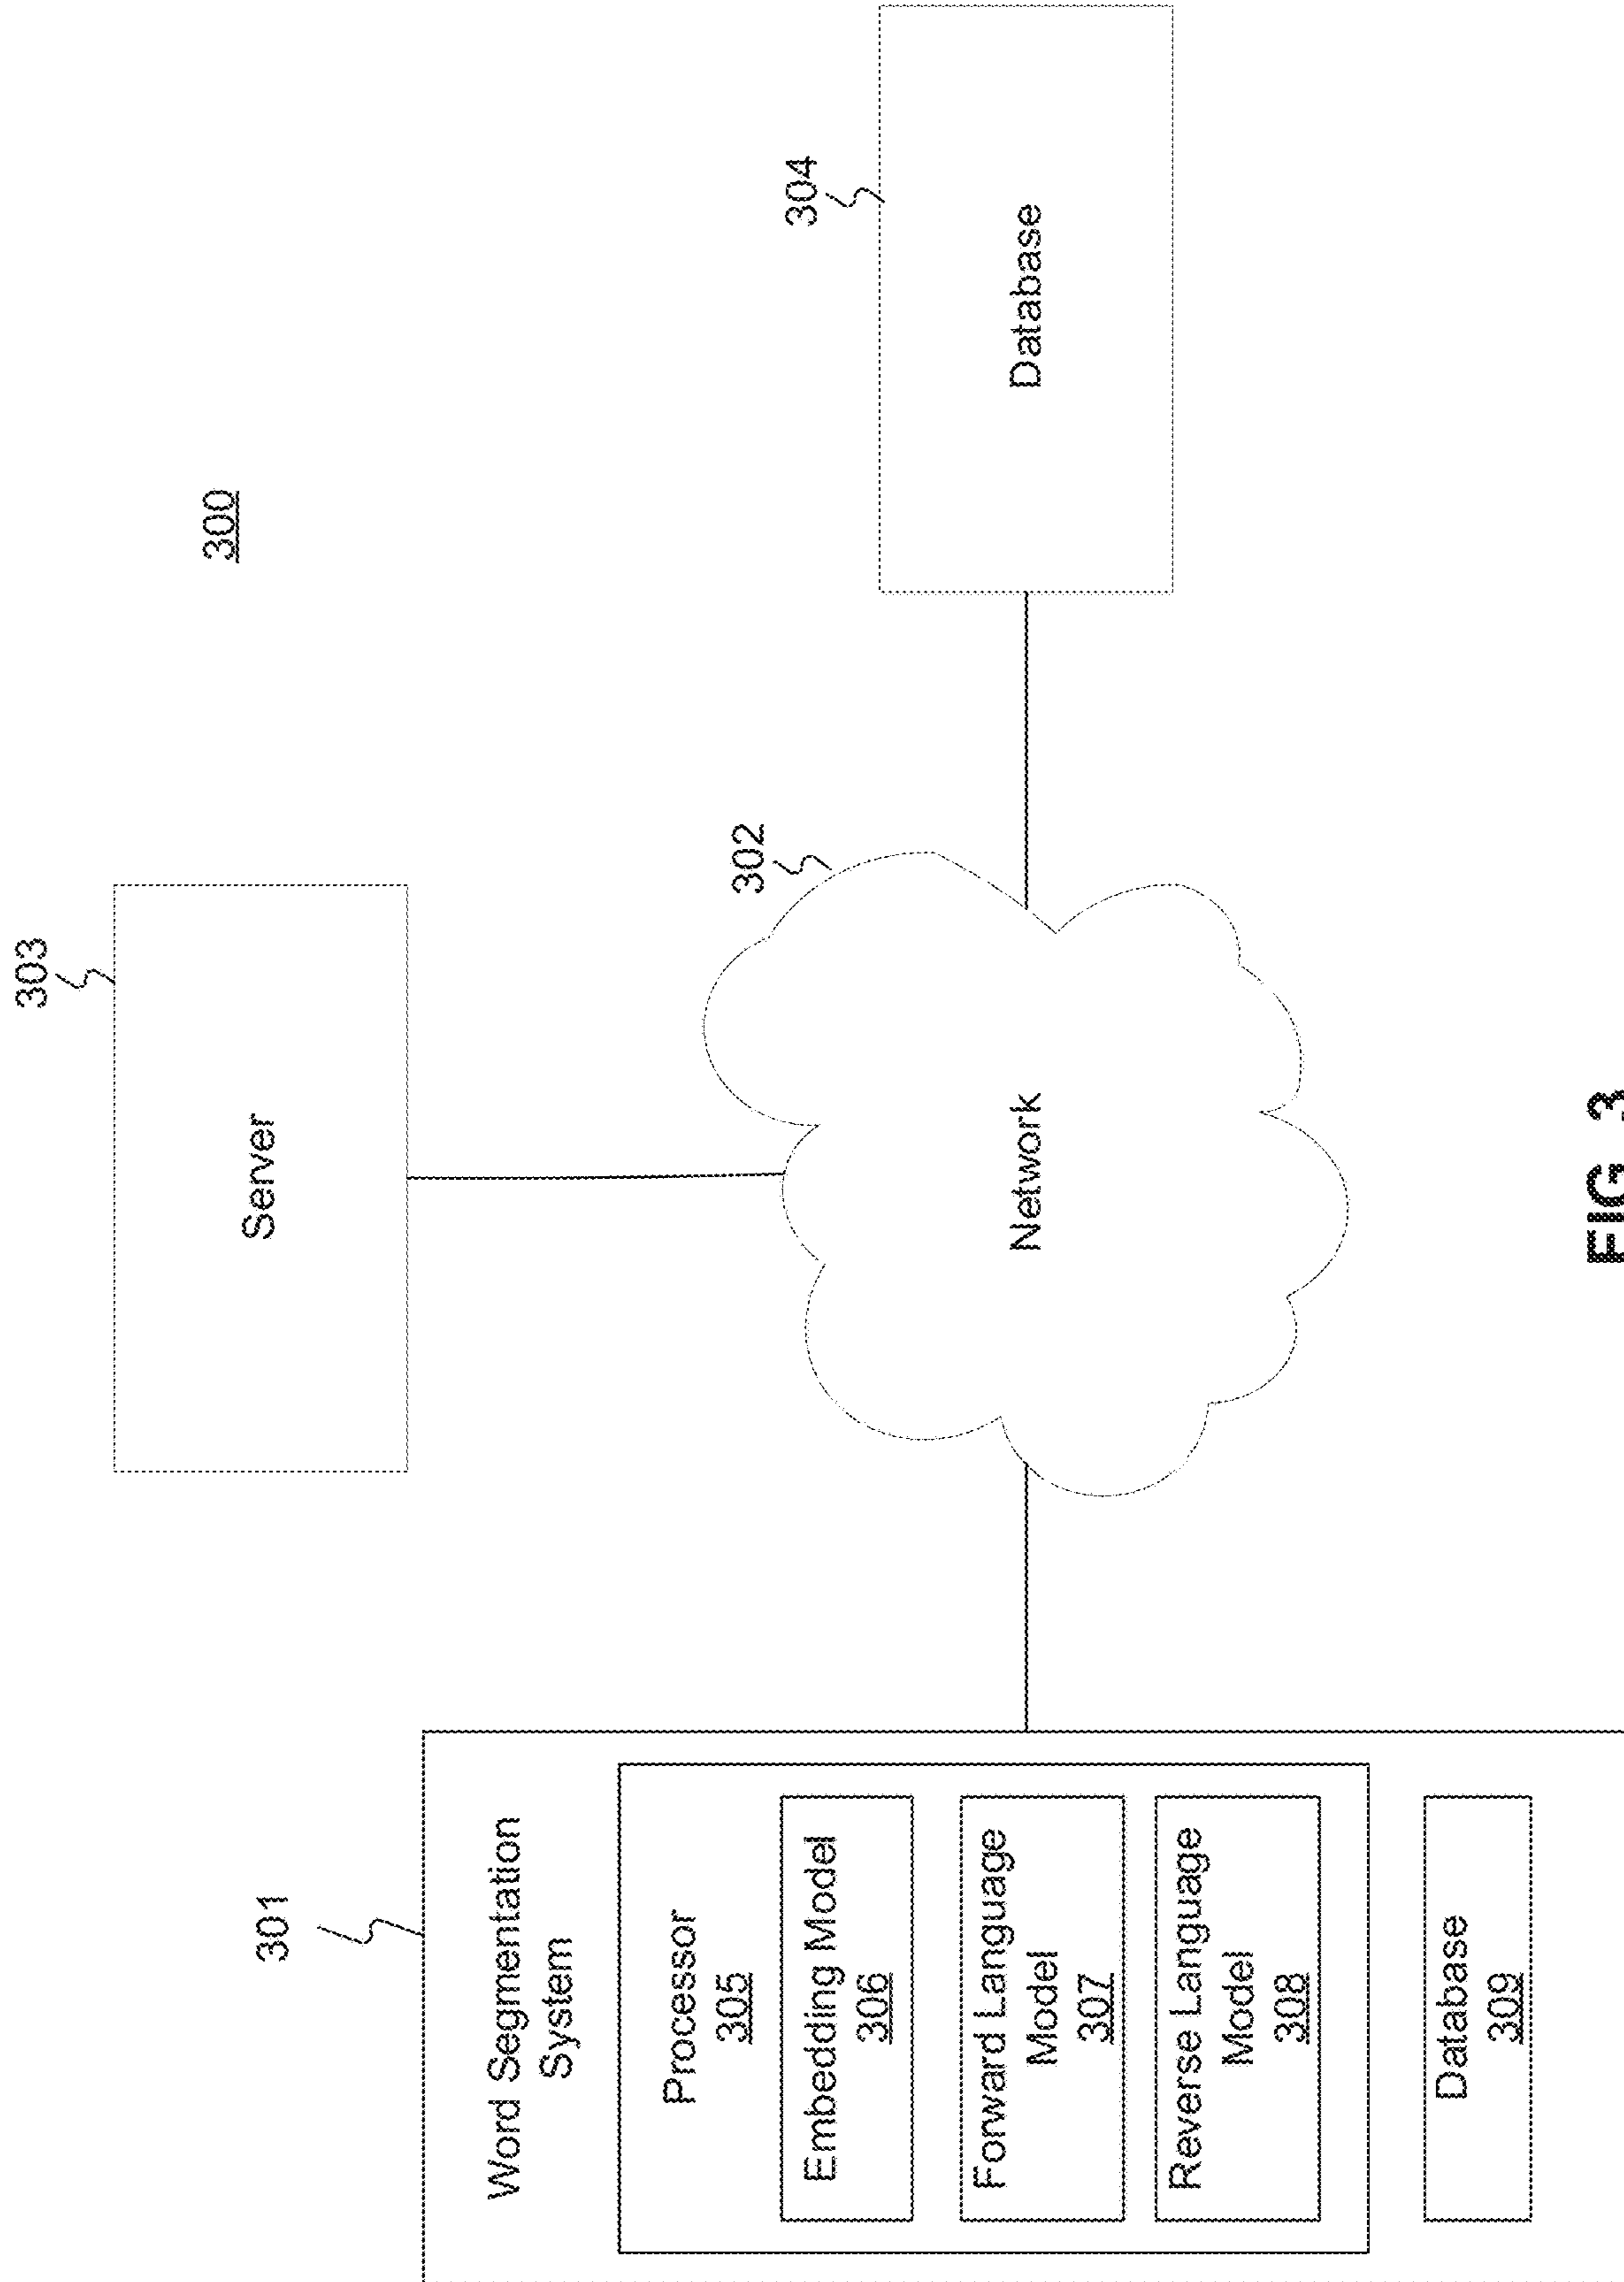 300
303
Server
301
Word Segmentation
System
Processor
305
Embedding Model
306
Forward Language
Model
307
Reverse Language
Model
308
Database
309
302
Network
304
Database
FIG. 3